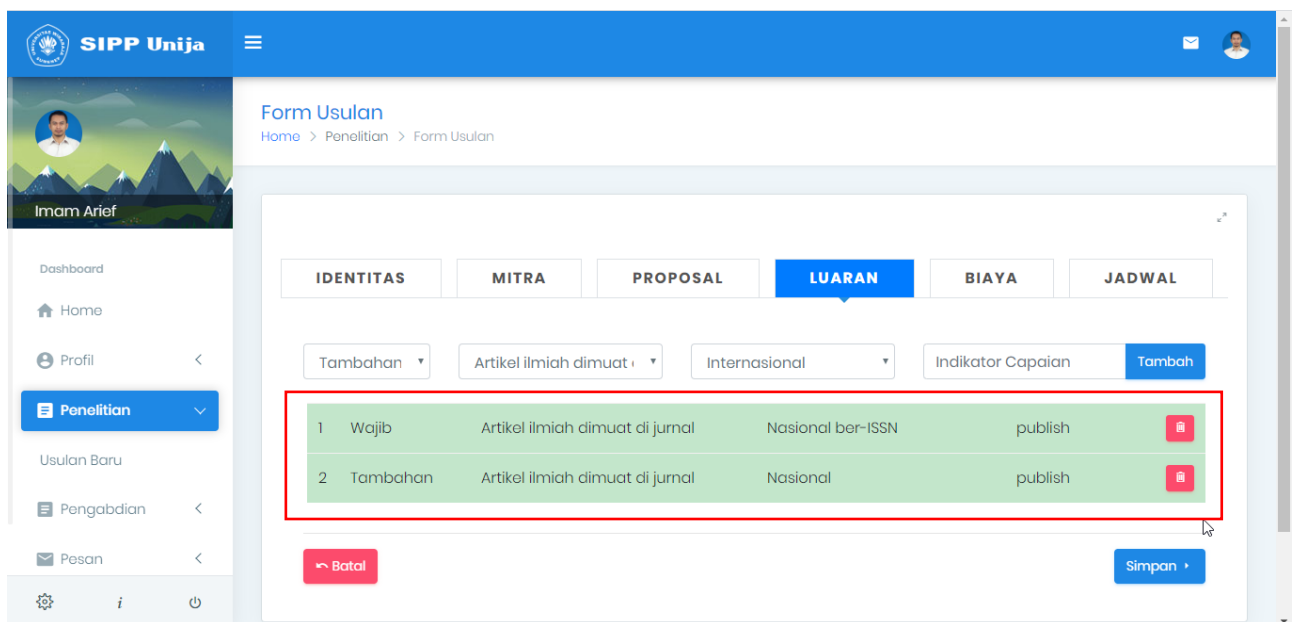 SIPP Unija
Form Usulan
Home > Penelitian > Form Usulan
Imam Arief
Dashboard
Home
Profil
Penelitian
Usulan Baru
Pengabdian
Pesan
i
IDENTITAS MITRA PROPOSAL LUARAN BIAYA JADWAL
Tambahan Artikel ilmiah dimuat Internasional Indikator Capaian Tambah
1 Wajib Artikel ilmiah dimuat di jurnal Nasional ber-ISSN publish
2 Tambahan Artikel ilmiah dimuat di jurnal Nasional publish
Batal Simpan